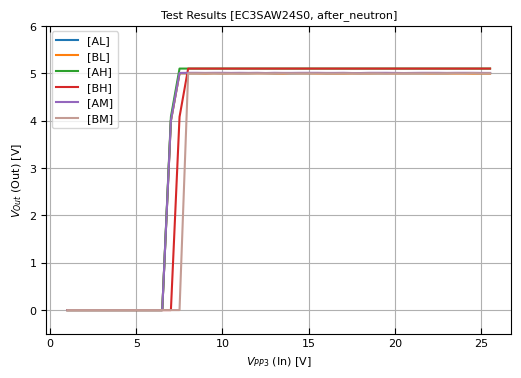 Test Results [EC3SAW24S0, after_neutron]
6
5
4
3
2
1
0
V_Out (Out) [V]
[AL]
[BL]
[AH]
[BH]
[AM]
[BM]
0 5 10 15 20 25
V_PP3 (In) [V]